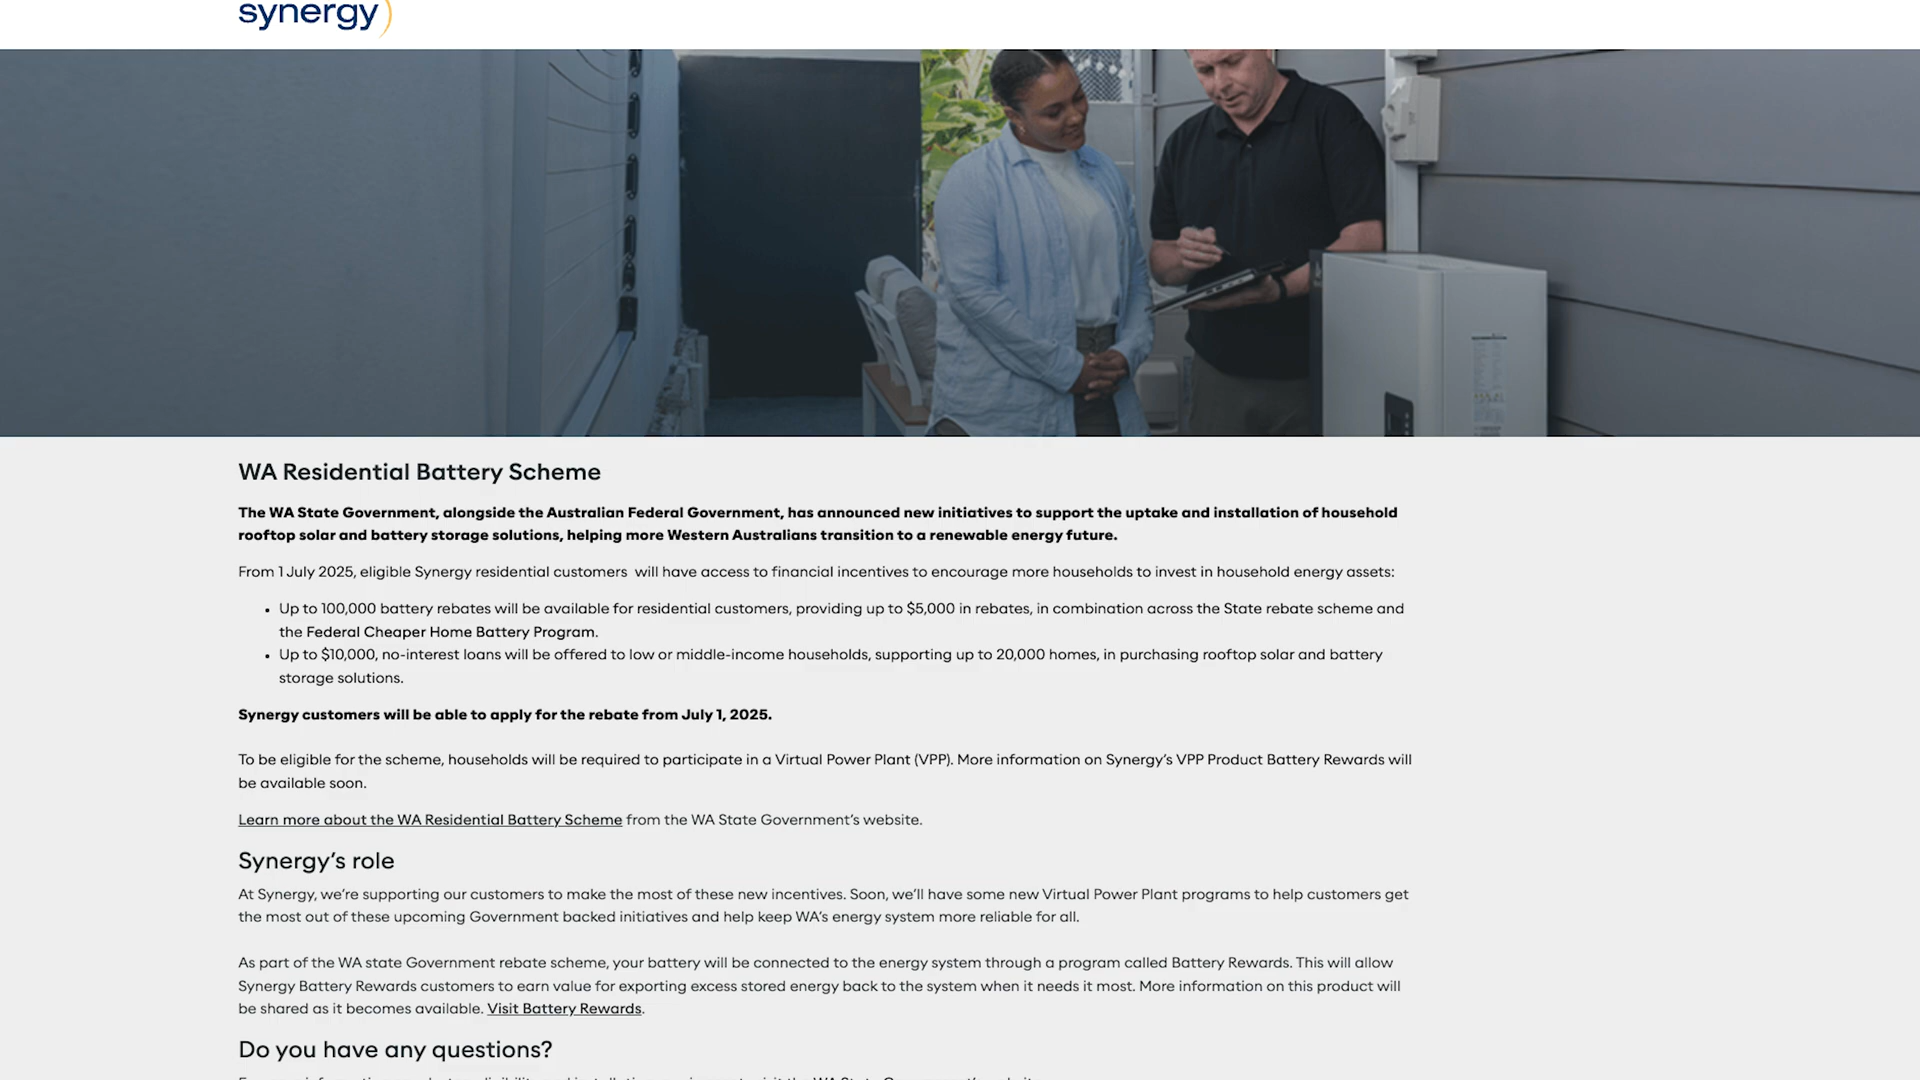 synergy
WA Residential Battery Scheme
The WA State Government, alongside the Australian Federal Government, has announced new initiatives to support the uptake and installation of household
rooftop solar and battery storage solutions, helping more Western Australians transition to a renewable energy future.
From 1 July 2025, eligible Synergy residential customers will have access to financial incentives to encourage more households to invest in household energy assets:
• Up to 100,000 battery rebates will be available for residential customers, providing up to $5,000 in rebates, in combination across the State rebate scheme and
the Federal Cheaper Home Battery Program.
• Up to $10,000, no-interest loans will be offered to low or middle-income households, supporting up to 20,000 homes, in purchasing rooftop solar and battery
storage solutions.
Synergy customers will be able to apply for the rebate from July 1, 2025.
To be eligible for the scheme, households will be required to participate in a Virtual Power Plant (VPP). More information on Synergy’s VPP Product Battery Rewards will
be available soon.
Learn more about the WA Residential Battery Scheme from the WA State Government’s website.
Synergy’s role
At Synergy, we’re supporting our customers to make the most of these new incentives. Soon, we’ll have some new Virtual Power Plant programs to help customers get
the most out of these upcoming Government backed initiatives and help keep WA’s energy system more reliable for all.
As part of the WA state Government rebate scheme, your battery will be connected to the energy system through a program called Battery Rewards. This will allow
Synergy Battery Rewards customers to earn value for exporting excess stored energy back to the system when it needs it most. More information on this product will
be shared as it becomes available. Visit Battery Rewards.
Do you have any questions?